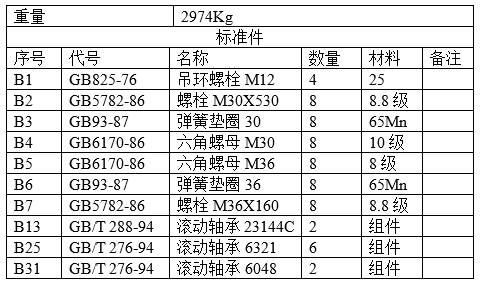 重量 2974Kg
标准件
序号 代号 名称 数量 材料 备注
B1 GB825-76 吊环螺栓 M12 4 25
B2 GB5782-86 螺栓 M30X530 8 8.8 级
B3 GB93-87 弹簧垫圈 30 8 65Mn
B4 GB6170-86 六角螺母 M30 8 10 级
B5 GB6170-86 六角螺母 M36 8 8 级
B6 GB93-87 弹簧垫圈 36 8 65Mn
B7 GB5782-86 螺栓 M36X160 8 8.8 级
B13 GB/T 288-94 滚动轴承 23144C 2 组件
B25 GB/T 276-94 滚动轴承 6321 6 组件
B31 GB/T 276-94 滚动轴承 6048 2 组件